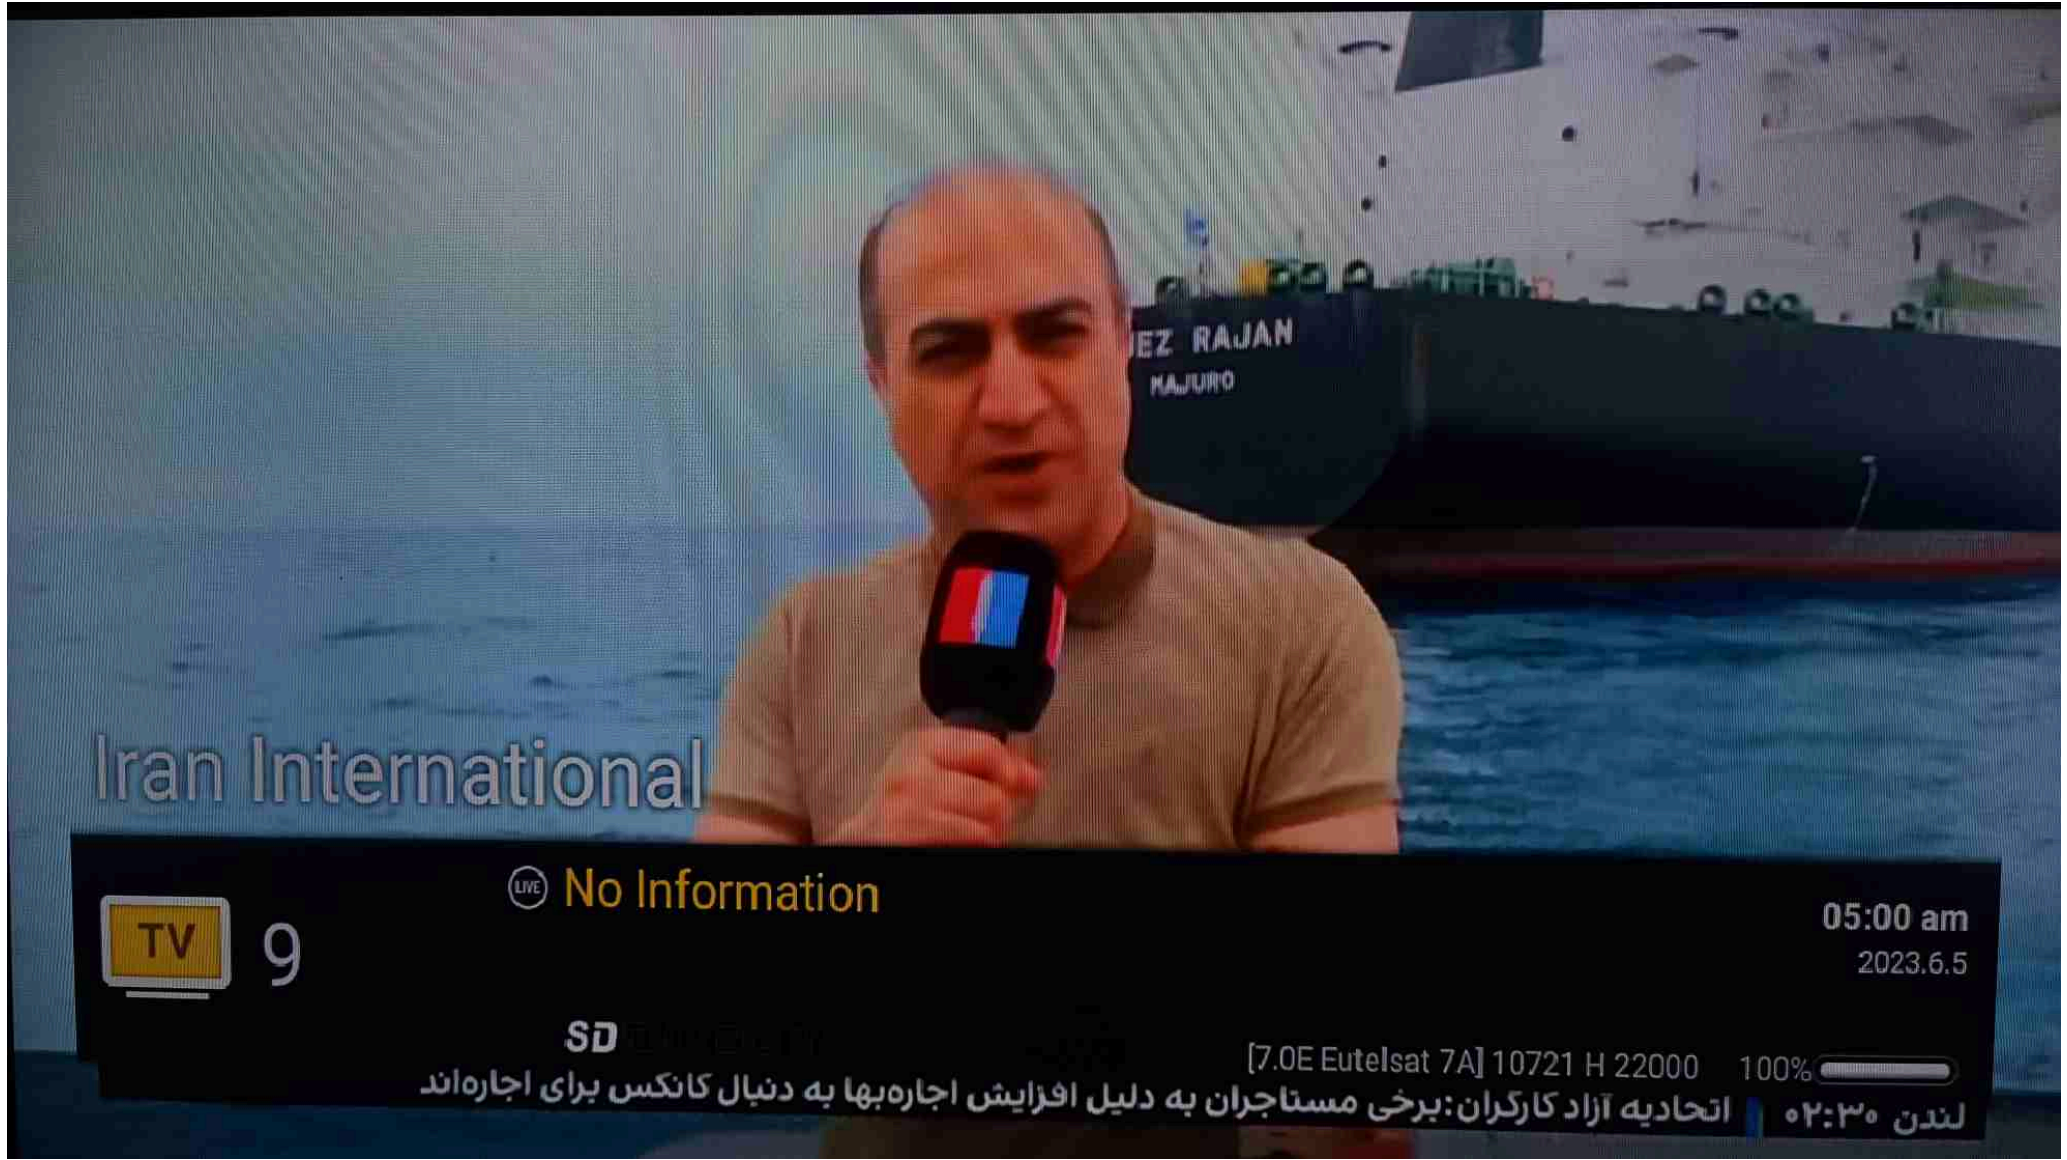 EZ RAJAN
MAJURO
Iran International
LIVE No Information
TV 9
05:00 am
2023.6.5
SD
[7.0E Eutelsat 7A] 10721 H 22000 100%
لندن ۰۲:۳۰ اتحادیه آزاد کارگران:برخی مستاجران به دلیل افزایش اجاره‌بها به دنبال کانکس برای اجاره‌اند